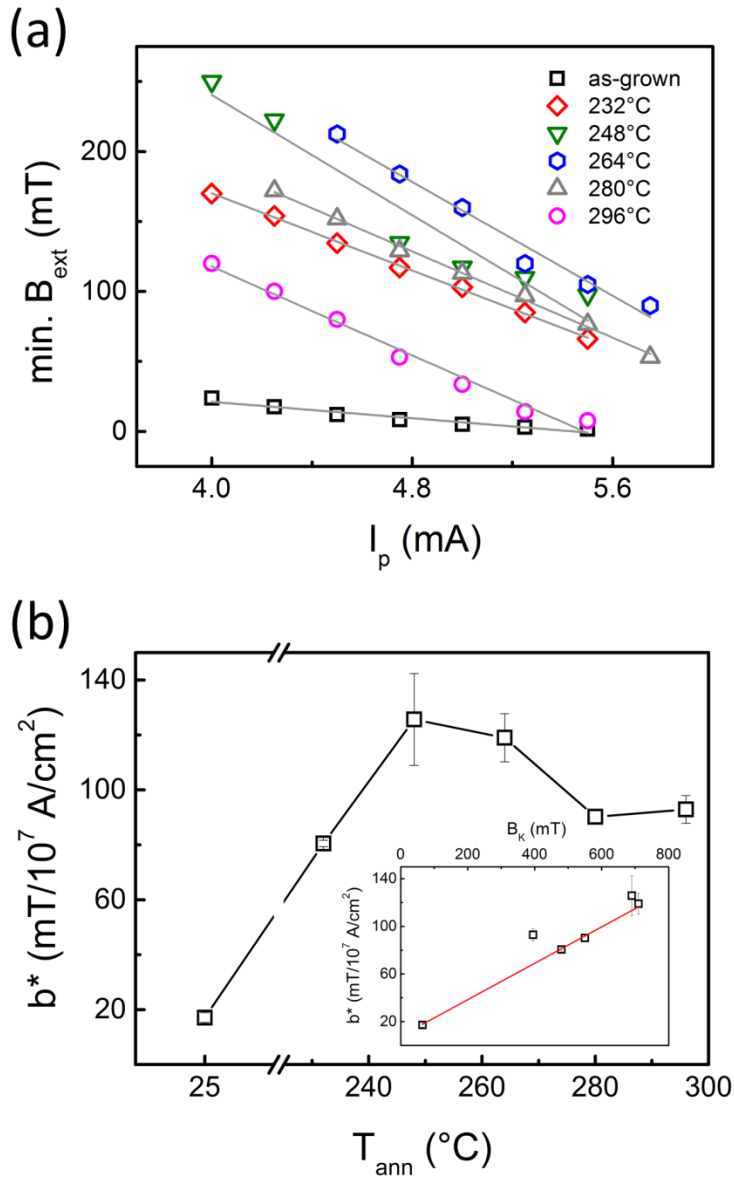 (a)
as-grown
232°C
248°C
264°C
280°C
296°C
200
100
0
min. B_ext (mT)
4.0 4.8 5.6
I_p (mA)
(b)
140
100
60
20
b* (mT/10^7 A/cm^2)
B_K (mT)
0 200 400 600 800
140
100
60
20
b* (mT/10^7 A/cm^2)
25 240 260 280 300
T_ann (°C)